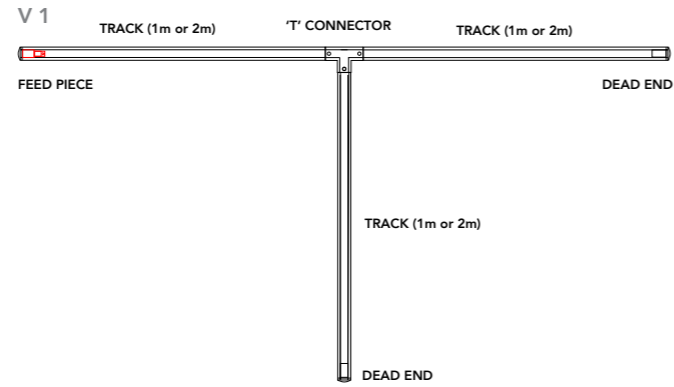 V 1
TRACK (1m or 2m)
‘T’ CONNECTOR
TRACK (1m or 2m)
FEED PIECE
DEAD END
TRACK (1m or 2m)
DEAD END